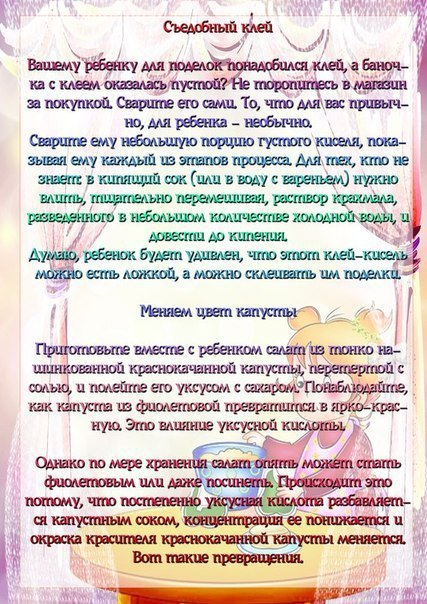 Съедобный клей
Вашему ребенку для поделок понадобился клей, а баноч-
ка с клеем оказалась пустой? Не торопитесь в магазин
за покупкой. Сварите его сами. То, что для вас привыч-
но, для ребенка - необычно.
Сварите ему небольшую порцию густого киселя, пока-
зывая ему каждый из этапов процесса. Для тех, кто не
знает: в кипящий сок (или в воду с вареньем) нужно
влить, тщательно перемешивая, раствор крахмала,
разведенного в небольшом количестве холодной воды, и
довести до кипения.
Думаю, ребенок будет удивлен, что этот клей-кисель
можно есть ложкой, а можно склеивать им поделки.
Меняем цвет капусты
Приготовьте вместе с ребенком салат из тонко на-
шинкованной краснокачанной капусты, перетертой с
солью, и полейте его уксусом с сахаром. Понаблюдайте,
как капуста из фиолетовой превратится в ярко-крас-
ную. Это влияние уксусной кислоты.
Однако по мере хранения салат опять может стать
фиолетовым или даже посинеть. Происходит это
потому, что постепенно уксусная кислота разбавляет-
ся капустным соком, концентрация ее понижается и
окраска красителя краснокачанной капусты меняется.
Вот такие превращения.